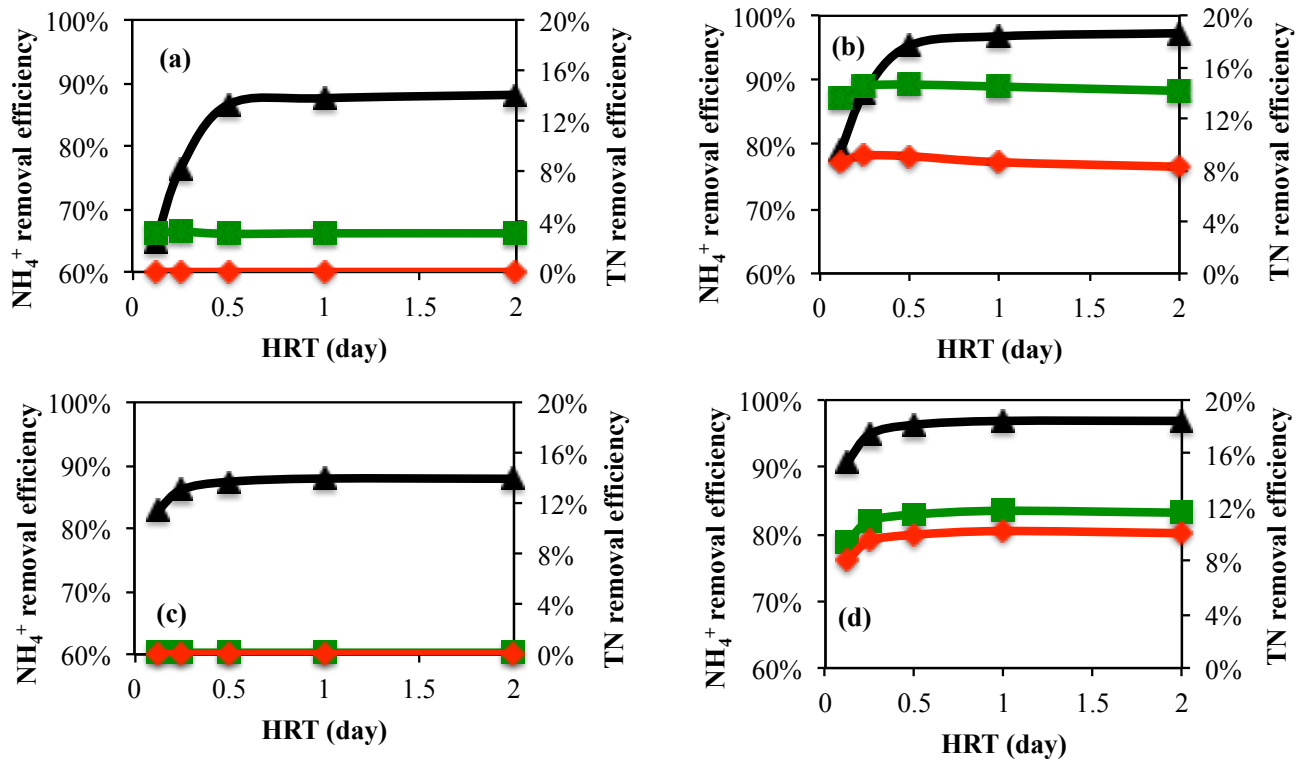 (a)
NH₄⁺ removal efficiency
100%
90%
80%
70%
60%
20%
16%
12%
8%
4%
0%
TN removal efficiency
0 0.5 1 1.5 2
HRT (day)
(b)
NH₄⁺ removal efficiency
100%
90%
80%
70%
60%
20%
16%
12%
8%
4%
0%
TN removal efficiency
0 0.5 1 1.5 2
HRT (day)
(c)
NH₄⁺ removal efficiency
100%
90%
80%
70%
60%
20%
16%
12%
8%
4%
0%
TN removal efficiency
0 0.5 1 1.5 2
HRT (day)
(d)
NH₄⁺ removal efficiency
100%
90%
80%
70%
60%
20%
16%
12%
8%
4%
0%
TN removal efficiency
0 0.5 1 1.5 2
HRT (day)